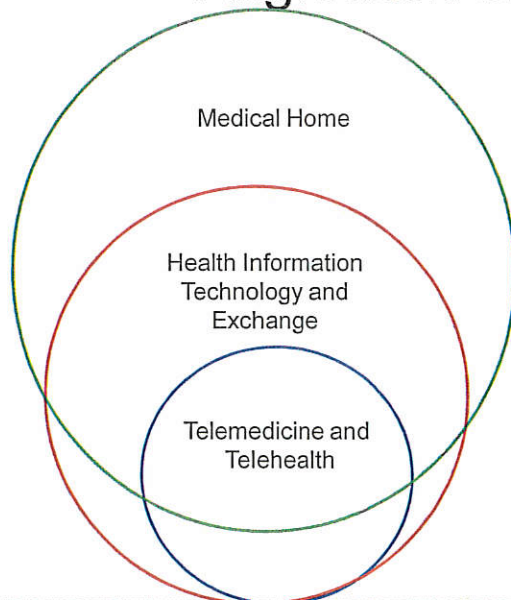 Medical Home
Health Information
Technology and
Exchange
Telemedicine and
Telehealth